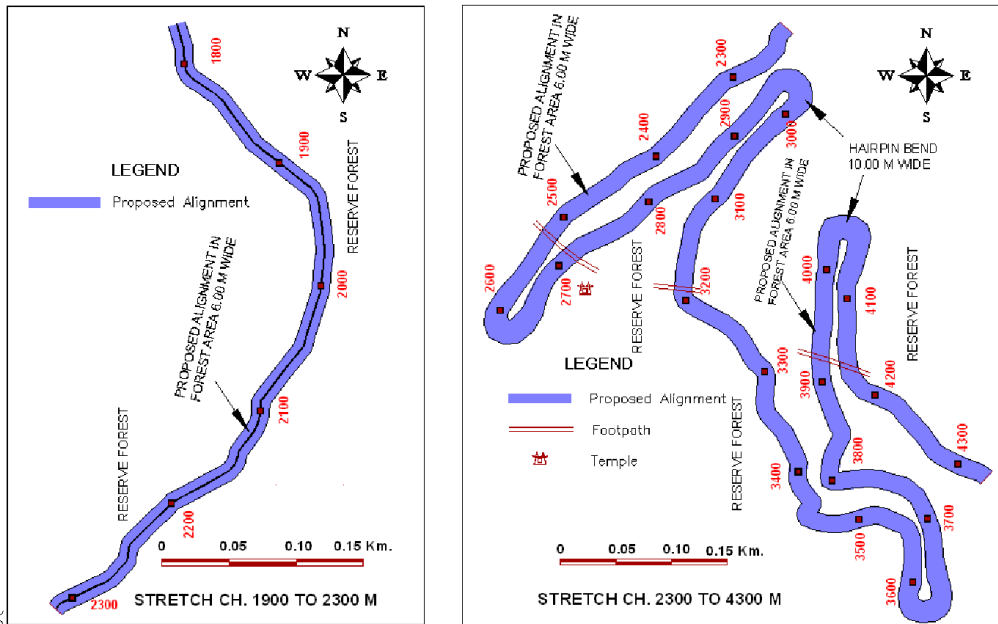 1800
N
W E
S
1900
LEGEND
Proposed Alignment
RESERVE FOREST
2000
PROPOSED ALIGNMENT IN
FOREST AREA 6.00 M WIDE
2100
RESERVE FOREST
2200
0 0.05 0.10 0.15 Km.
2300
STRETCH CH. 1900 TO 2300 M
PROPOSED ALIGNMENT IN
FOREST AREA 6.00 M WIDE
2300
N
W E
S
2400
2900
3000
HAIRPIN BEND
10.00 M WIDE
2500
2800
3100
PROPOSED ALIGNMENT IN
FOREST AREA 6.00 M WIDE
2600
2700
RESERVE FOREST
3200
4000
4100
RESERVE FOREST
LEGEND
Proposed Alignment
Footpath
Temple
3300
3900
4200
RESERVE FOREST
3400
3800
4300
3500
3700
0 0.05 0.10 0.15 Km.
3600
STRETCH CH. 2300 TO 4300 M